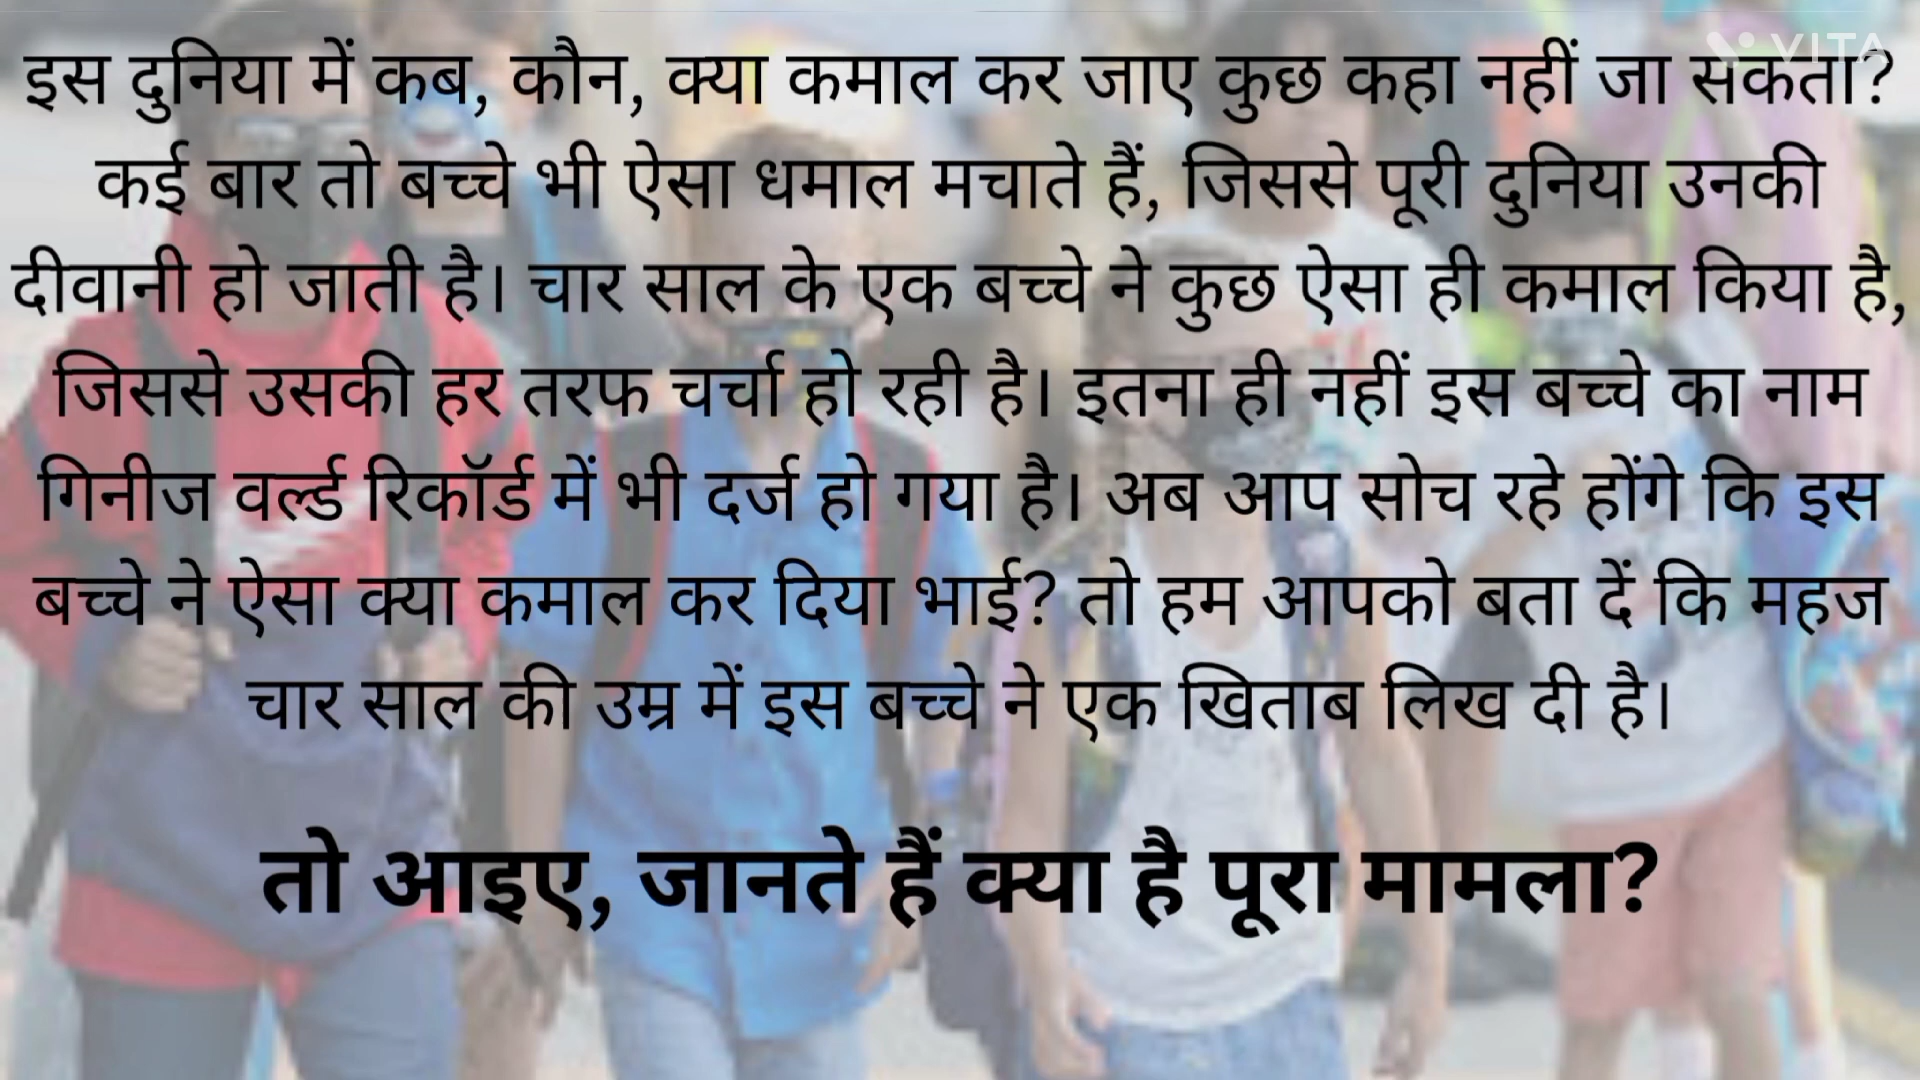 VITA
इस दुनिया में कब, कौन, क्या कमाल कर जाए कुछ कहा नहीं जा सकता?
कई बार तो बच्चे भी ऐसा धमाल मचाते हैं, जिससे पूरी दुनिया उनकी
दीवानी हो जाती है। चार साल के एक बच्चे ने कुछ ऐसा ही कमाल किया है,
जिससे उसकी हर तरफ चर्चा हो रही है। इतना ही नहीं इस बच्चे का नाम
गिनीज वर्ल्ड रिकॉर्ड में भी दर्ज हो गया है। अब आप सोच रहे होंगे कि इस
बच्चे ने ऐसा क्या कमाल कर दिया भाई? तो हम आपको बता दें कि महज
चार साल की उम्र में इस बच्चे ने एक खिताब लिख दी है।
तो आइए, जानते हैं क्या है पूरा मामला?